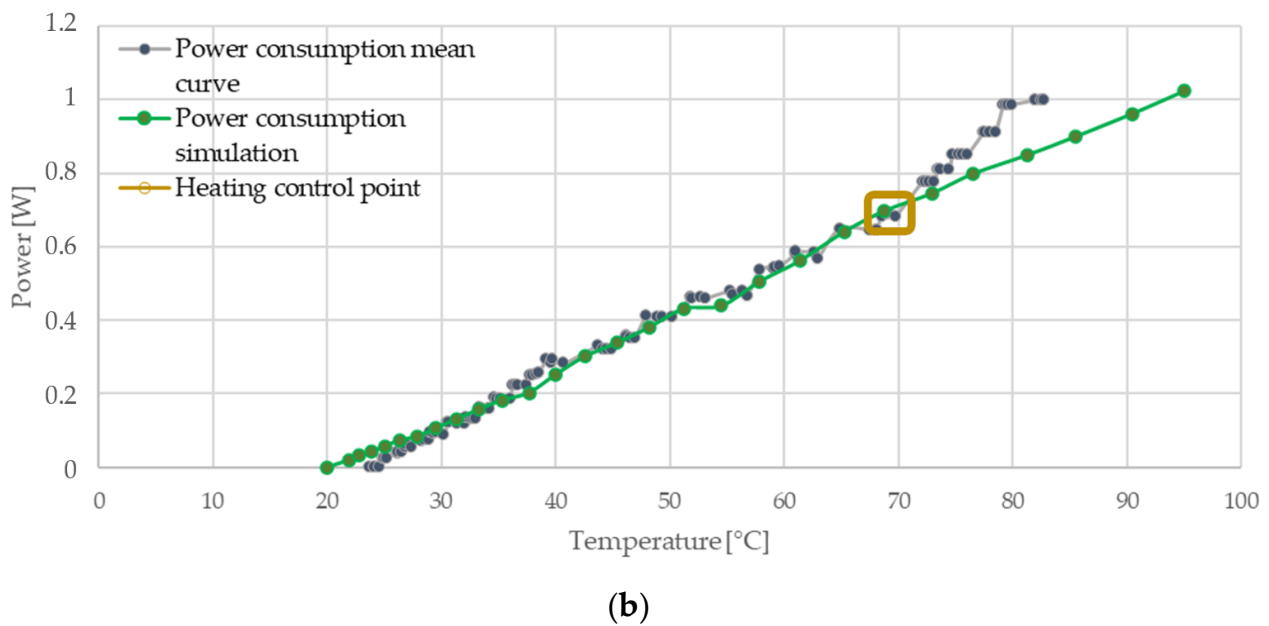 1.2
1
0.8
0.6
0.4
0.2
0
Power [W]
Power consumption mean
curve
Power consumption
simulation
Heating control point
0 10 20 30 40 50 60 70 80 90 100
Temperature [°C]
(b)